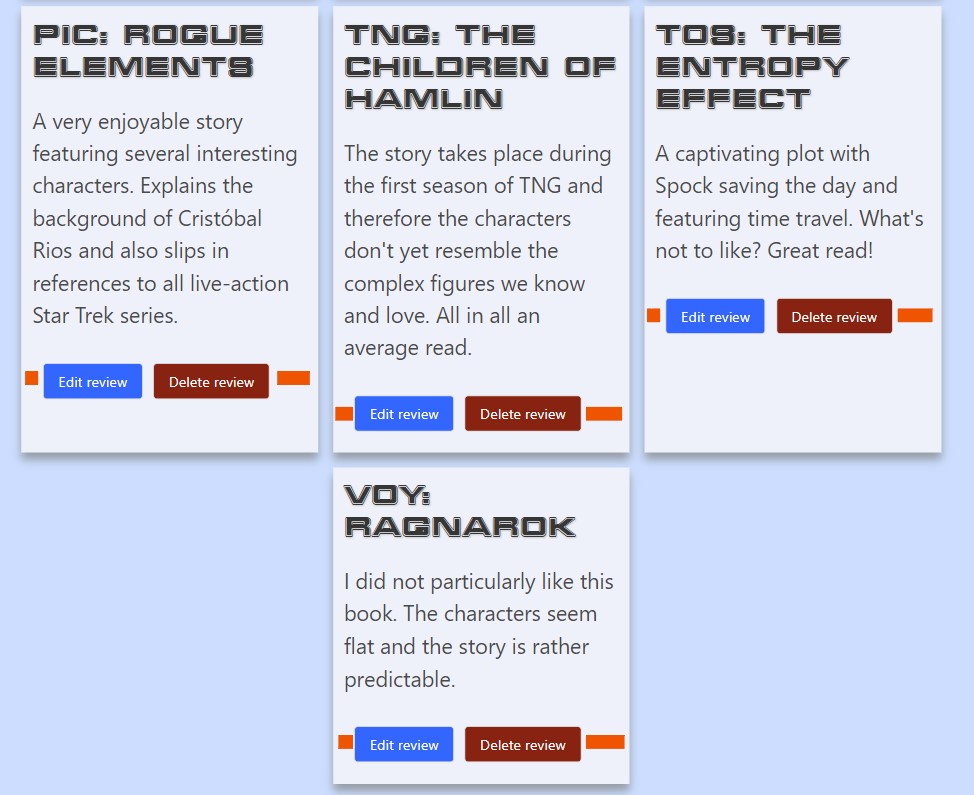 PIC: ROGUE
ELEMENTS
A very enjoyable story
featuring several interesting
characters. Explains the
background of Cristóbal
Rios and also slips in
references to all live-action
Star Trek series.
Edit review
Delete review
TNG: THE
CHILDREN OF
HAMLIN
The story takes place during
the first season of TNG and
therefore the characters
don't yet resemble the
complex figures we know
and love. All in all an
average read.
Edit review
Delete review
TOS: THE
ENTROPY
EFFECT
A captivating plot with
Spock saving the day and
featuring time travel. What's
not to like? Great read!
Edit review
Delete review
VOY:
RAGNAROK
I did not particularly like this
book. The characters seem
flat and the story is rather
predictable.
Edit review
Delete review